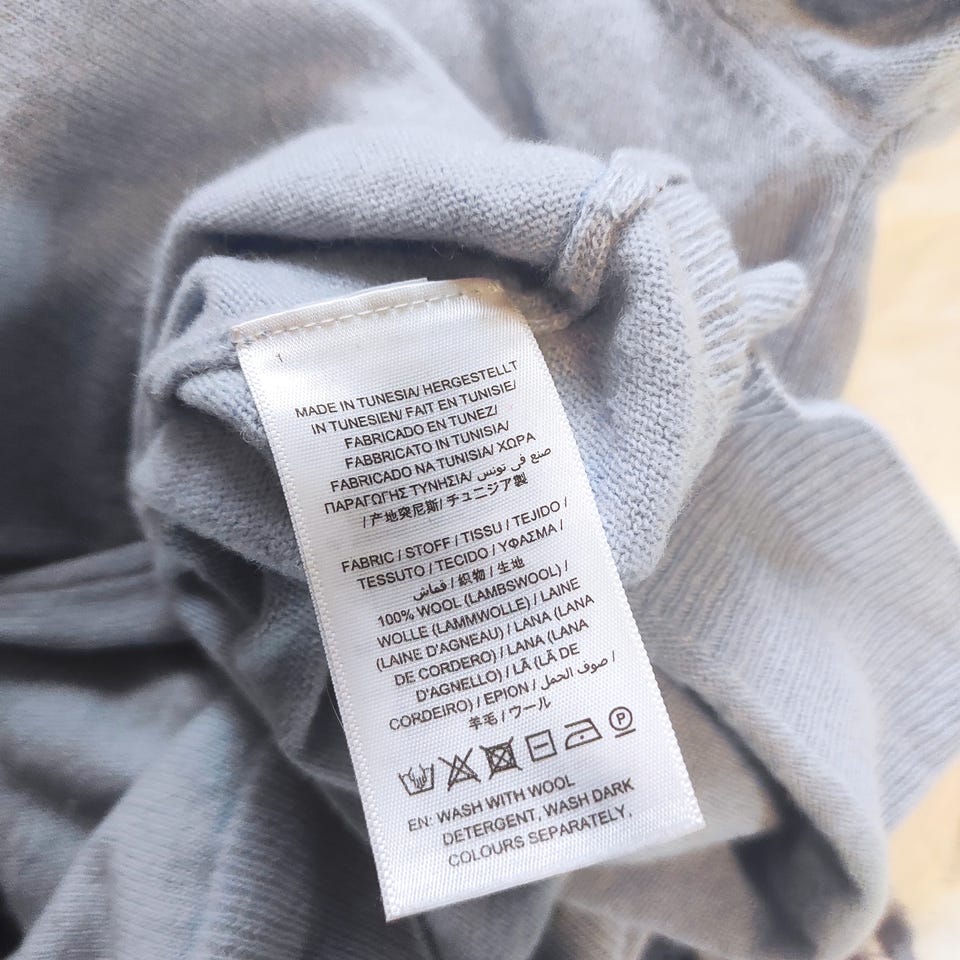 1
MADE IN TUNESIA/ HERGESTELLT
IN TUNESIEN/ FAIT EN TUNISIE/
FABRICADO EN TUNEZ/
FABBRICATO IN TUNISIA/
FABRICADO NA TUNISIA/ ΧΩΡΑ
ΠΑΡΑΓΩΓΗΣ ΤΥΝΗΣΙΑ/ صنع في تونس
/ 产地突尼斯/ チュニジア製
FABRIC / STOFF / TISSU / TEJIDO /
TESSUTO / TECIDO / ΥΦΑΣΜΑ /
قماش / 織物 / 生地
100% WOOL (LAMBSWOOL) /
WOLLE (LAMMWOLLE) / LAINE
(LAINE D'AGNEAU) / LANA (LANA
DE CORDERO) / LANA (LANA
D'AGNELLO) / LÃ (LÃ DE
CORDEIRO) / ΕΡΙΟΝ / صوف الحمل /
羊毛 / ウール
P
EN: WASH WITH WOOL
DETERGENT, WASH DARK
COLOURS SEPARATELY,